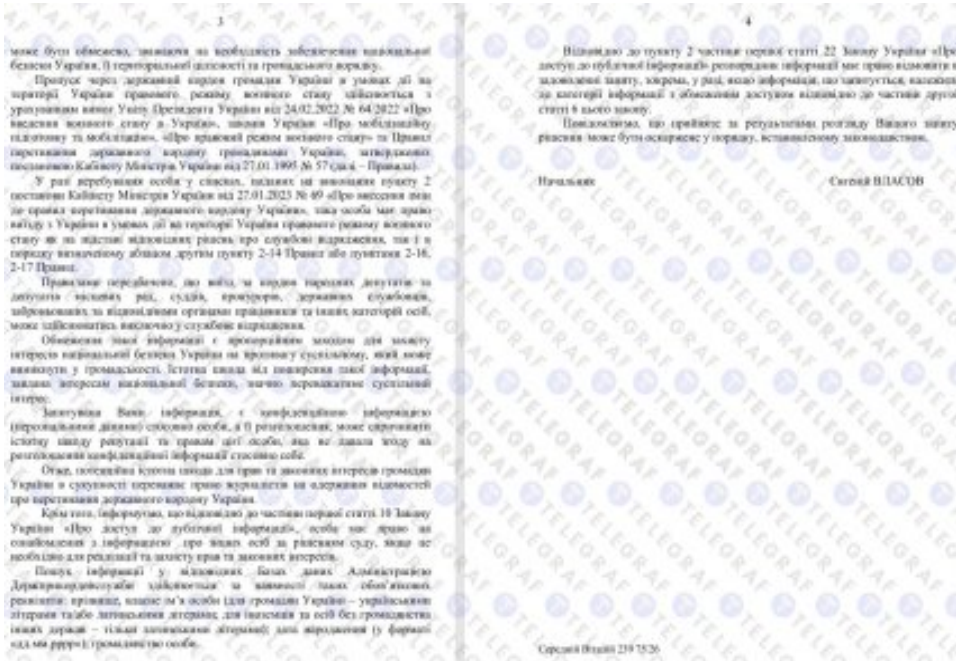 3
може бути обмежено, зважаючи на необхідність забезпечення національної
безпеки України, її територіальної цілісності та громадського порядку.
Пропуск через державний кордон громадян України в умовах дії на
території України правового режиму воєнного стану здійснюється з
урахуванням вимог Указу Президента України від 24.02.2022 № 64/2022 «Про
введення воєнного стану в Україні», законів України «Про мобілізаційну
підготовку та мобілізацію», «Про правовий режим воєнного стану» та Правил
перетинання державного кордону громадянами України, затверджених
постановою Кабінету Міністрів України від 27.01.1995 № 57 (далі – Правила).
У разі перебування особи у списках, виданих на виконання пункту 2
постанови Кабінету Міністрів України від 27.01.2023 № 69 «Про внесення змін
до правил перетинання державного кордону України», така особа має право
виїзду з України в умовах дії на території України правового режиму воєнного
стану як на підставі відповідних рішень про службові відрядження, так і в
порядку визначеному абзацом другим пункту 2-14 Правил або пунктами 2-16,
2-17 Правил.
Правилами передбачено, що виїзд за кордон народних депутатів та
депутатів місцевих рад, суддів, прокурорів, державних службовців,
заброньованих за відповідними органами працівників та інших категорій осіб,
може здійснюватись виключно у службове відрядження.
Обмеження такої інформації є пропорційним заходом для захисту
інтересів національної безпеки України на противагу суспільному, який може
виникнути у громадськості. Істотна шкода від поширення такої інформації,
завдана інтересам національної безпеки, значно переважатиме суспільний
інтерес.
Запитувана Вами інформація, є конфіденційною інформацією
(персональними даними) стосовно особи, а її розголошення, може спричинити
істотну шкоду репутації та правам цієї особи, яка не давала згоду на
розголошення конфіденційної інформації стосовно себе.
Отже, потенційна істотна шкода для прав та законних інтересів громадян
України в сукупності переважає право журналістів на одержання відомостей
про перетинання державного кордону України.
Крім того, інформуємо, що відповідно до частини першої статті 10 Закону
України «Про доступ до публічної інформації», особа має право на
ознайомлення з інформацією про інших осіб за рішенням суду, якщо це
необхідно для реалізації та захисту прав та законних інтересів.
Пошук інформації у відповідних базах даних Адміністрацією
Держприкордонслужби здійснюється за наявності таких обов'язкових
реквізитів: прізвище, власне ім'я особи (для громадян України – українськими
літерами та/або латинськими літерами; для іноземців та осіб без громадянства
інших держав – тільки латинськими літерами); дата народження (у форматі
«дд.мм.рррр»); громадянство особи.
4
Відповідно до пункту 2 частини першої статті 22 Закону України «Про
доступ до публічної інформації» розпорядник інформації має право відмовити в
задоволенні запиту, зокрема, у разі, якщо інформація, що запитується, належить
до категорії інформації з обмеженим доступом відповідно до частини другої
статті 6 цього закону.
Повідомляємо, що прийняте за результатами розгляду Вашого запиту
рішення може бути оскаржене у порядку, встановленому законодавством.
Начальник Євгеній ВЛАСОВ
Середній Віталій 239 75 26